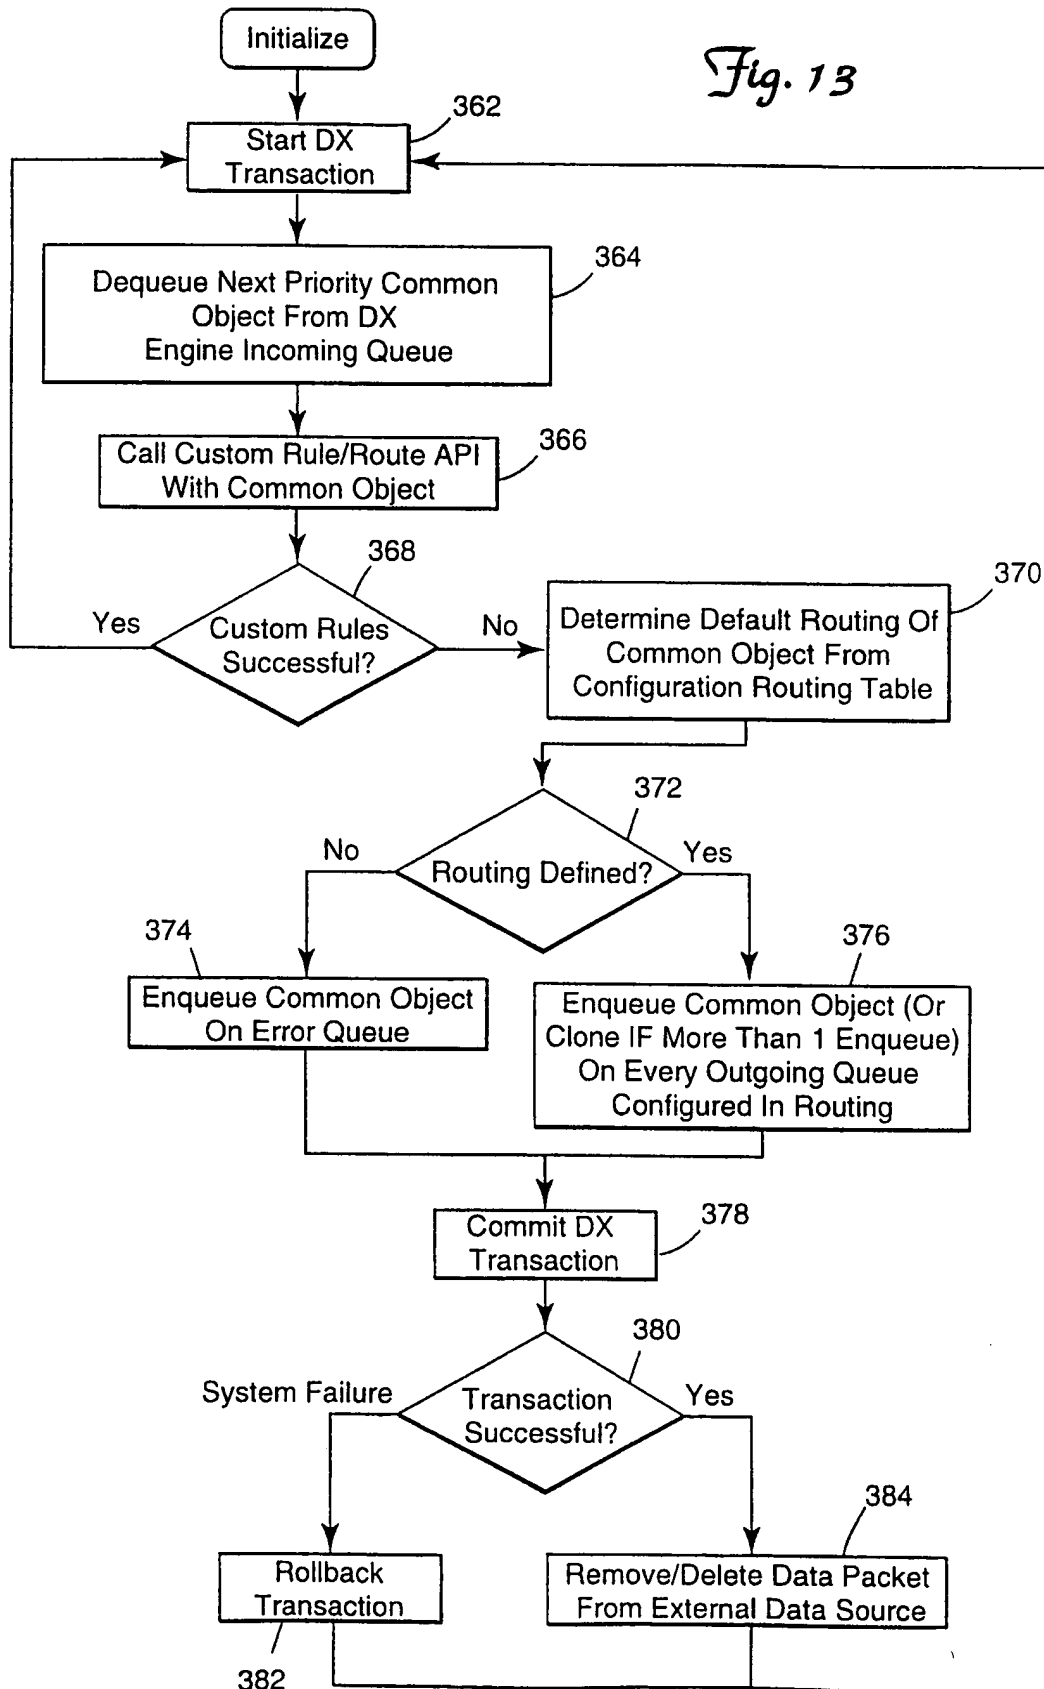 Initialize
Fig. 13
362
Start DX
Transaction
364
Dequeue Next Priority Common
Object From DX
Engine Incoming Queue
366
Call Custom Rule/Route API
With Common Object
368
Yes
Custom Rules
Successful?
No
370
Determine Default Routing Of
Common Object From
Configuration Routing Table
372
No
Routing Defined?
Yes
374
Enqueue Common Object
On Error Queue
376
Enqueue Common Object (Or
Clone IF More Than 1 Enqueue)
On Every Outgoing Queue
Configured In Routing
Commit DX
Transaction
378
380
System Failure
Transaction
Successful?
Yes
384
Rollback
Transaction
382
Remove/Delete Data Packet
From External Data Source